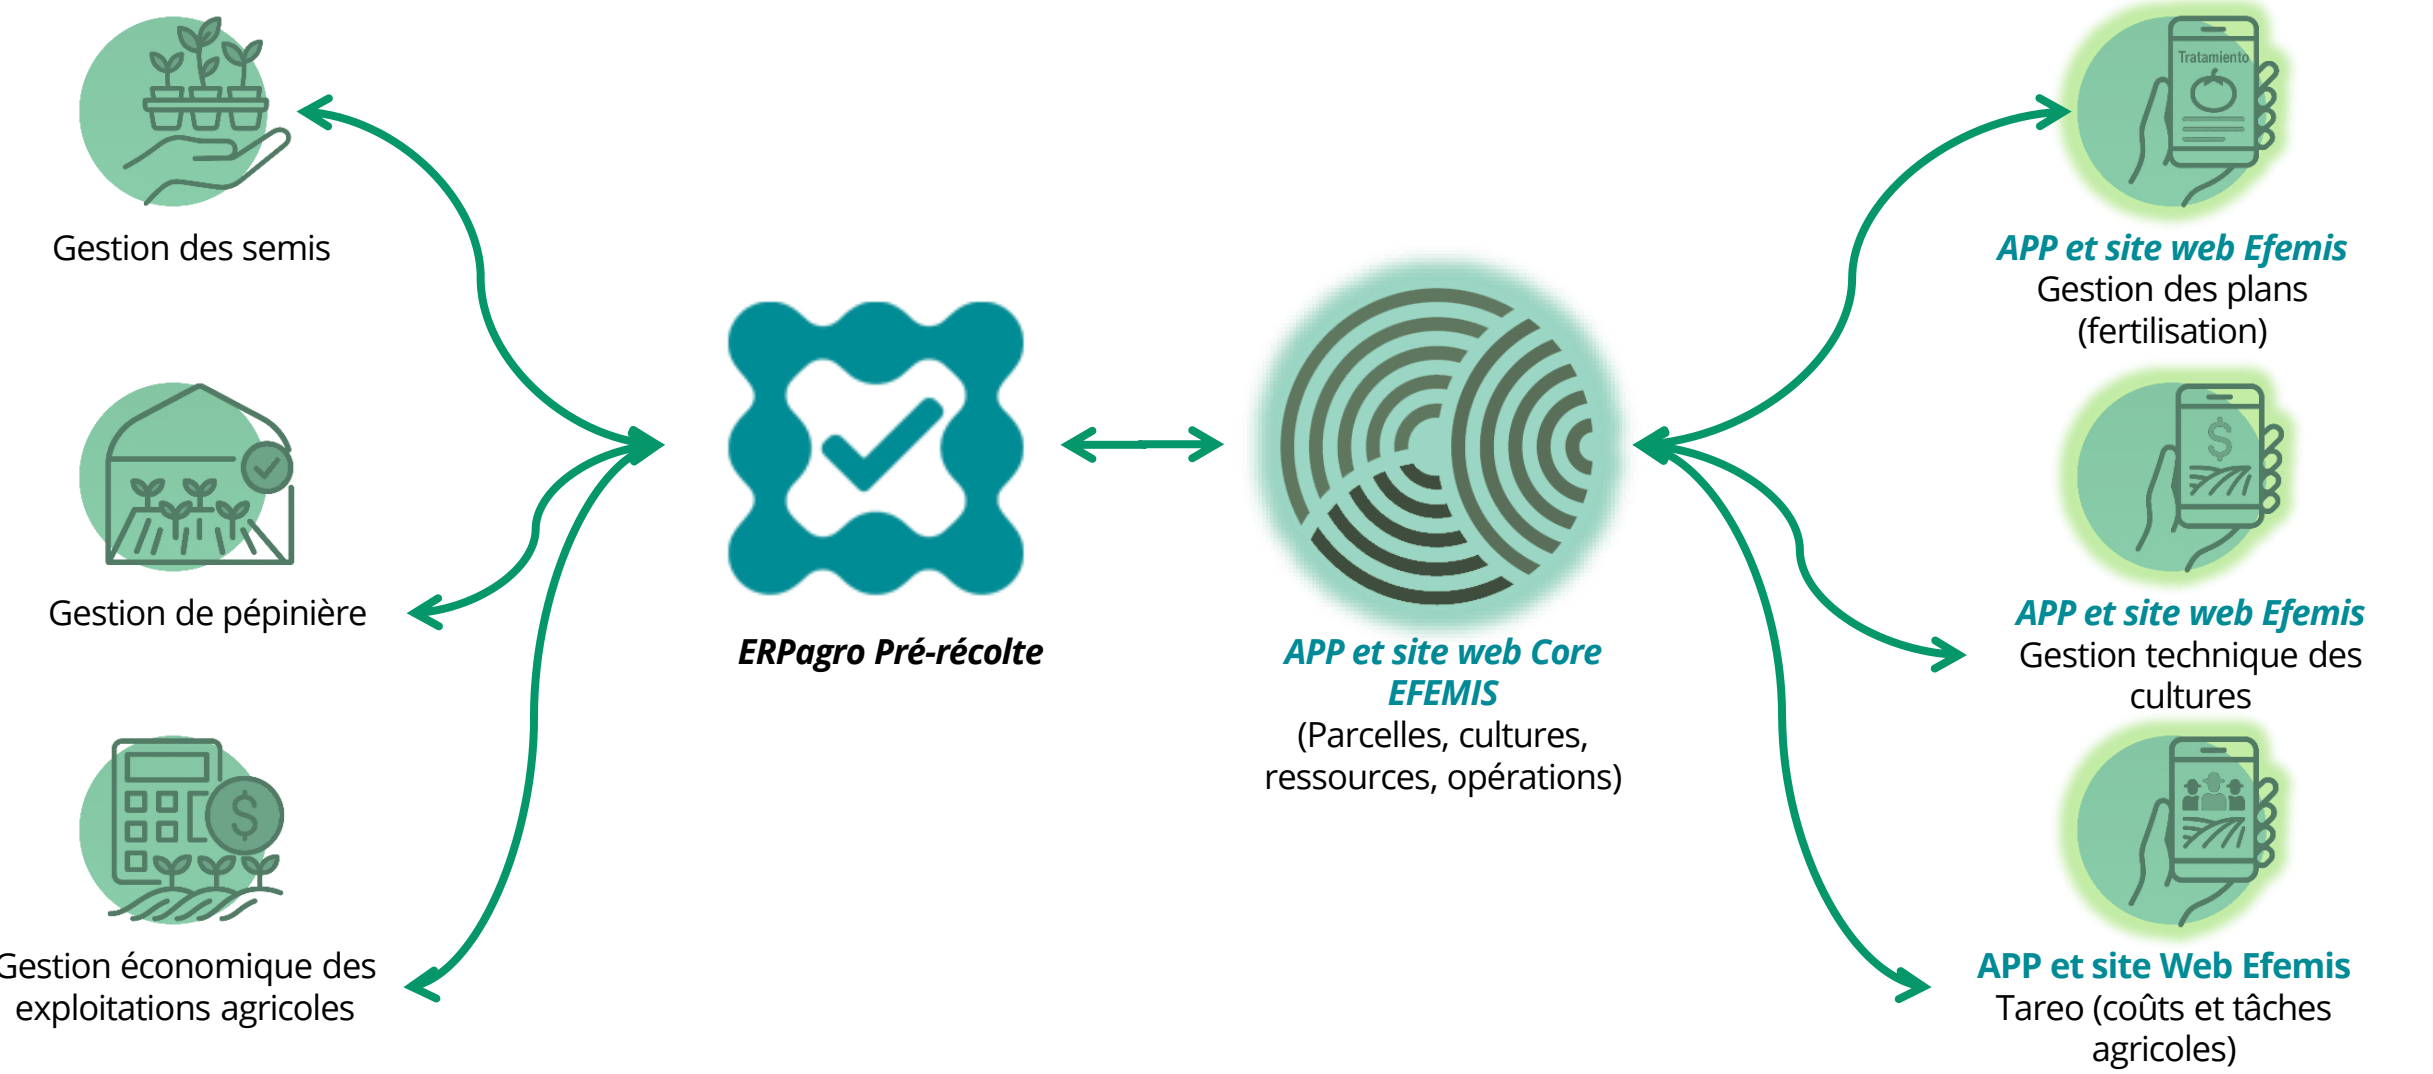 Gestion des semis
Gestion de pépinière
Gestion économique des
exploitations agricoles
ERPagro Pré-récolte
APP et site web Core
EFEMIS
(Parcelles, cultures,
ressources, opérations)
Tratamiento
APP et site web Efemis
Gestion des plans
(fertilisation)
APP et site web Efemis
Gestion technique des
cultures
APP et site Web Efemis
Tareo (coûts et tâches
agricoles)